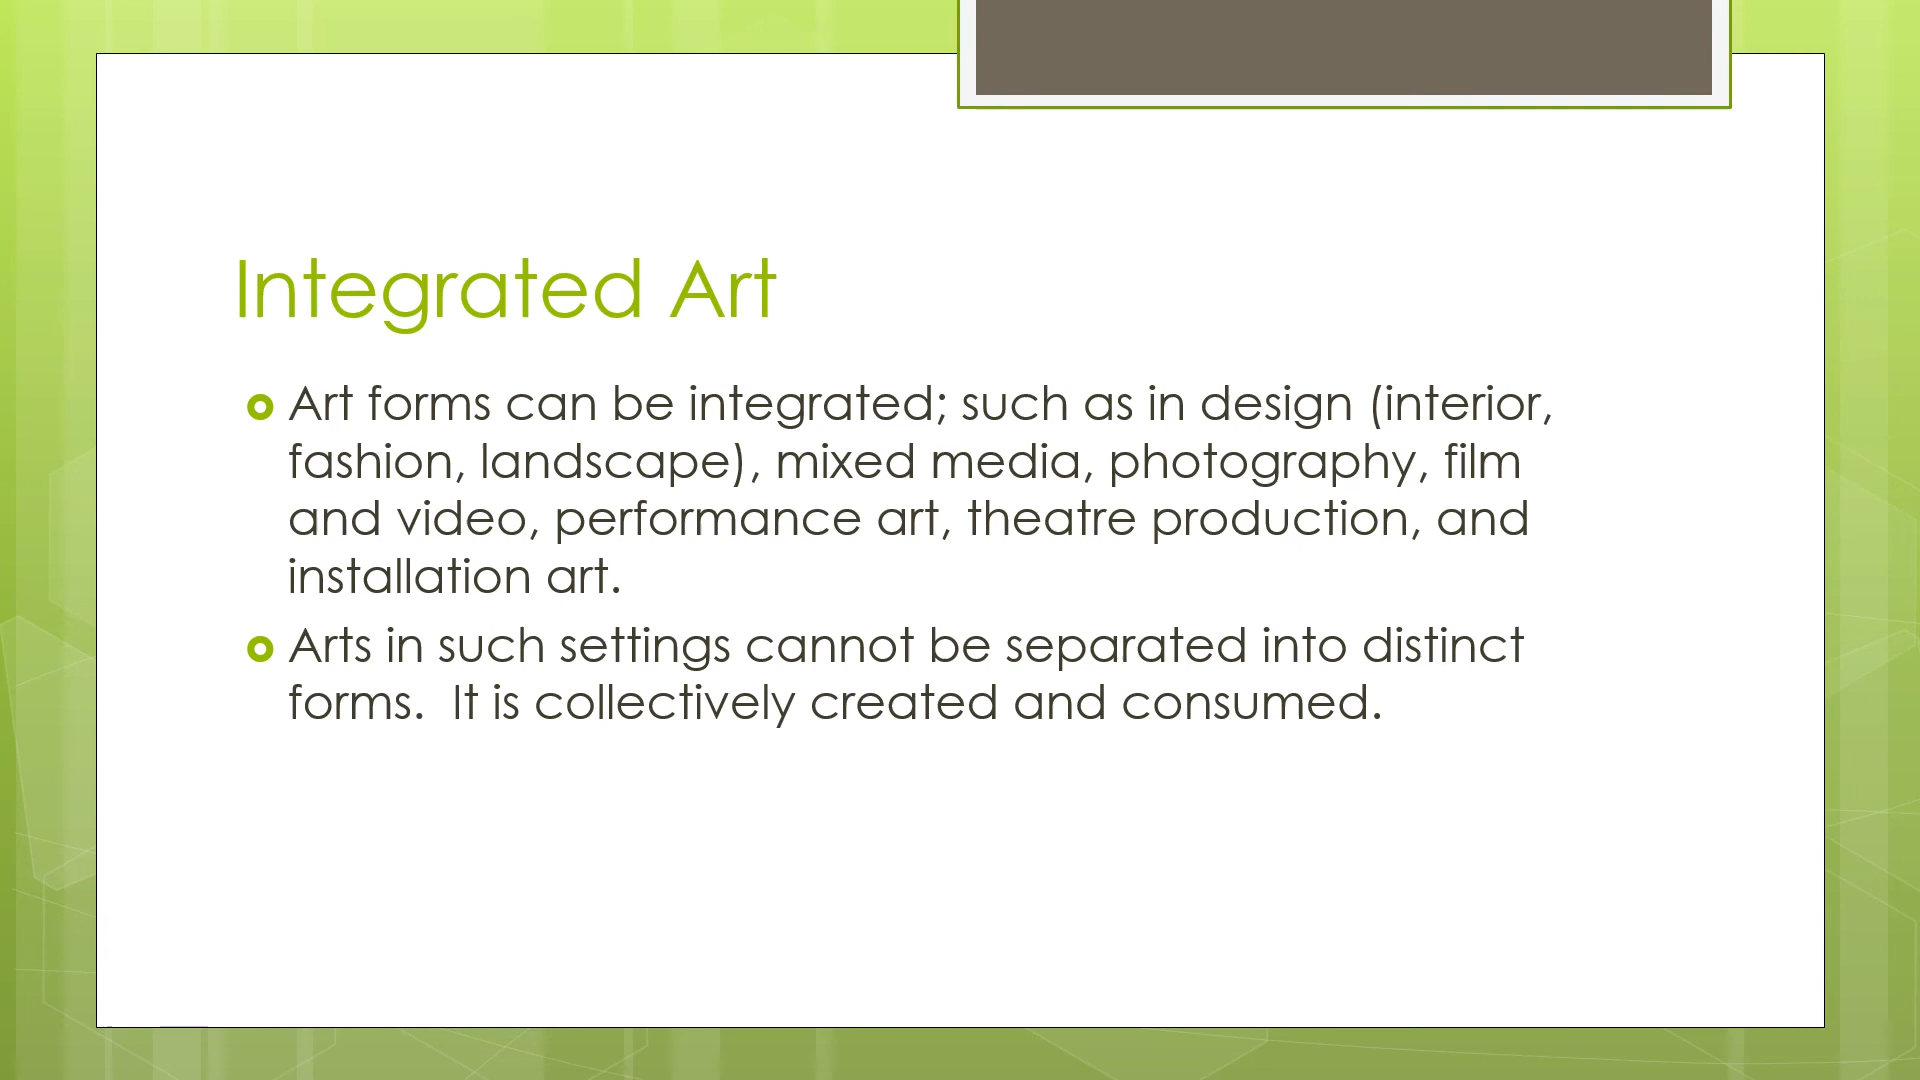 Integrated Art
Art forms can be integrated; such as in design (interior,
fashion, landscape), mixed media, photography, film
and video, performance art, theatre production, and
installation art.
Arts in such settings cannot be separated into distinct
forms.  It is collectively created and consumed.